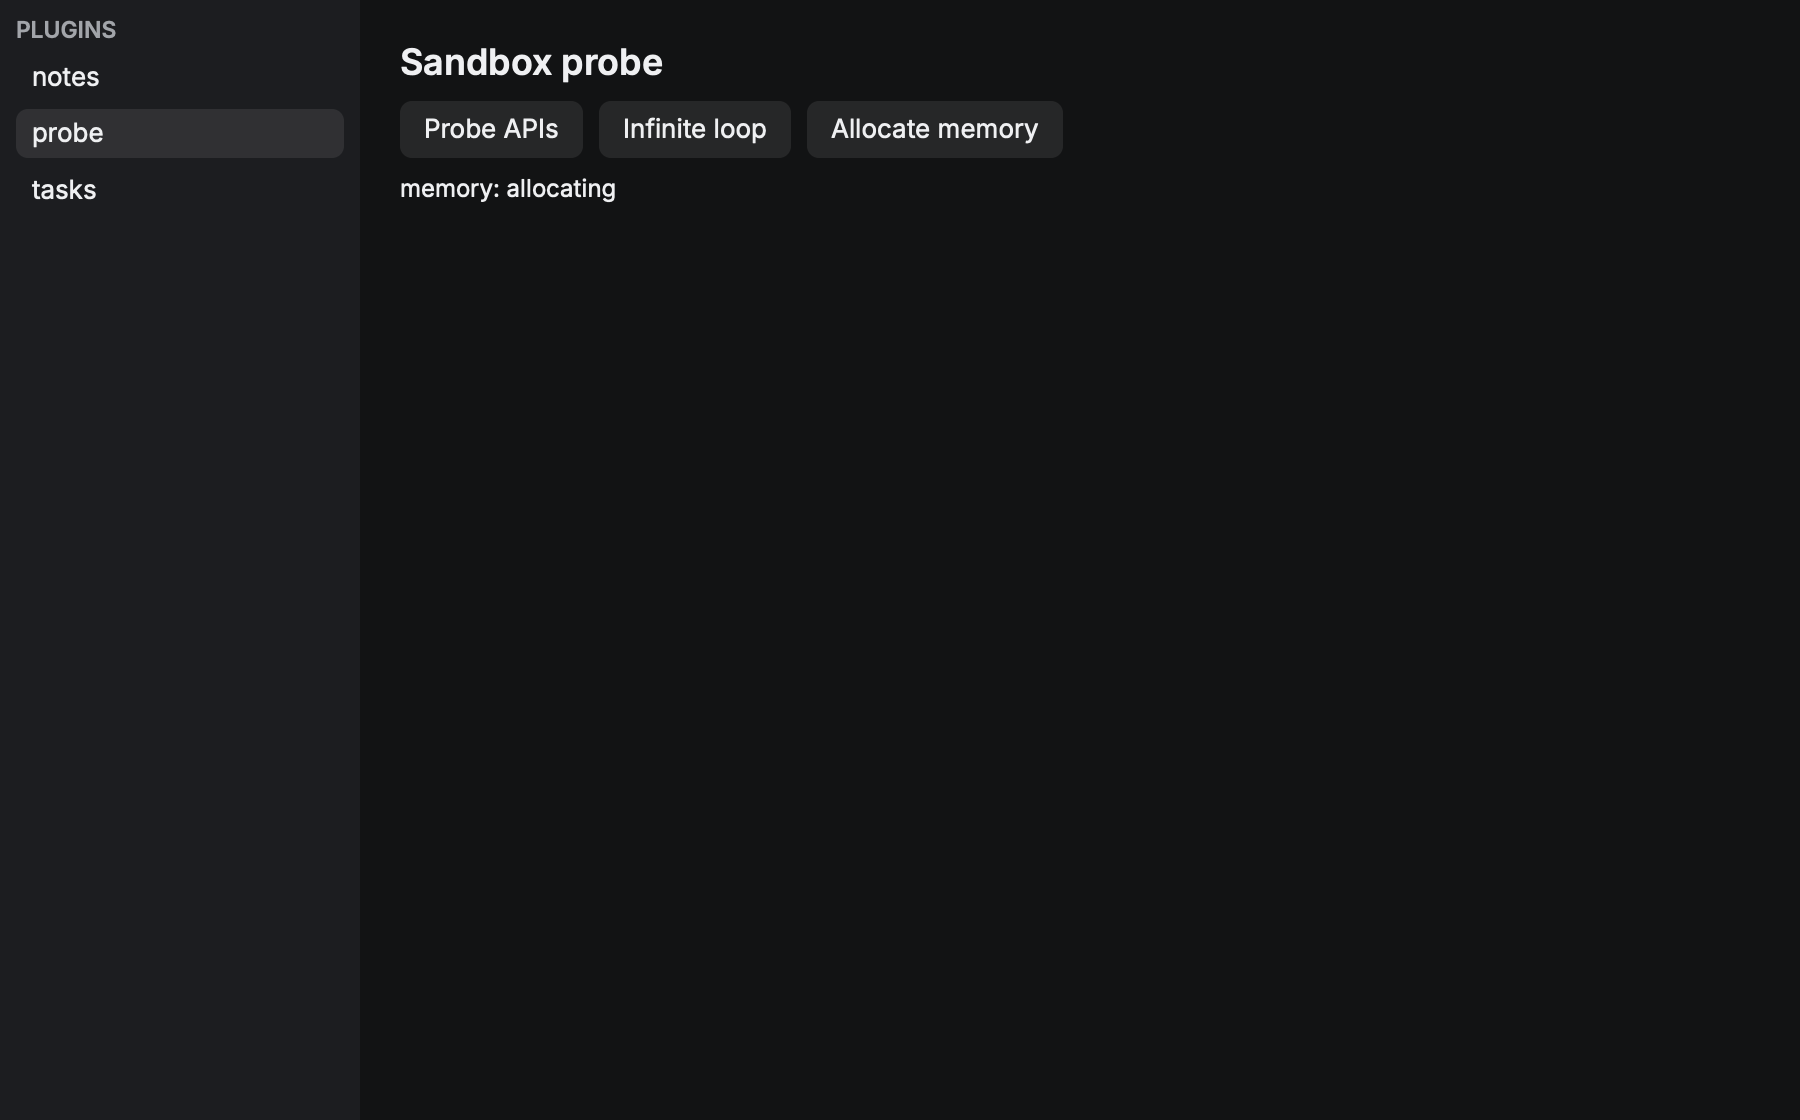 PLUGINS
notes
probe
tasks
Sandbox probe
Probe APIs Infinite loop Allocate memory
memory: allocating